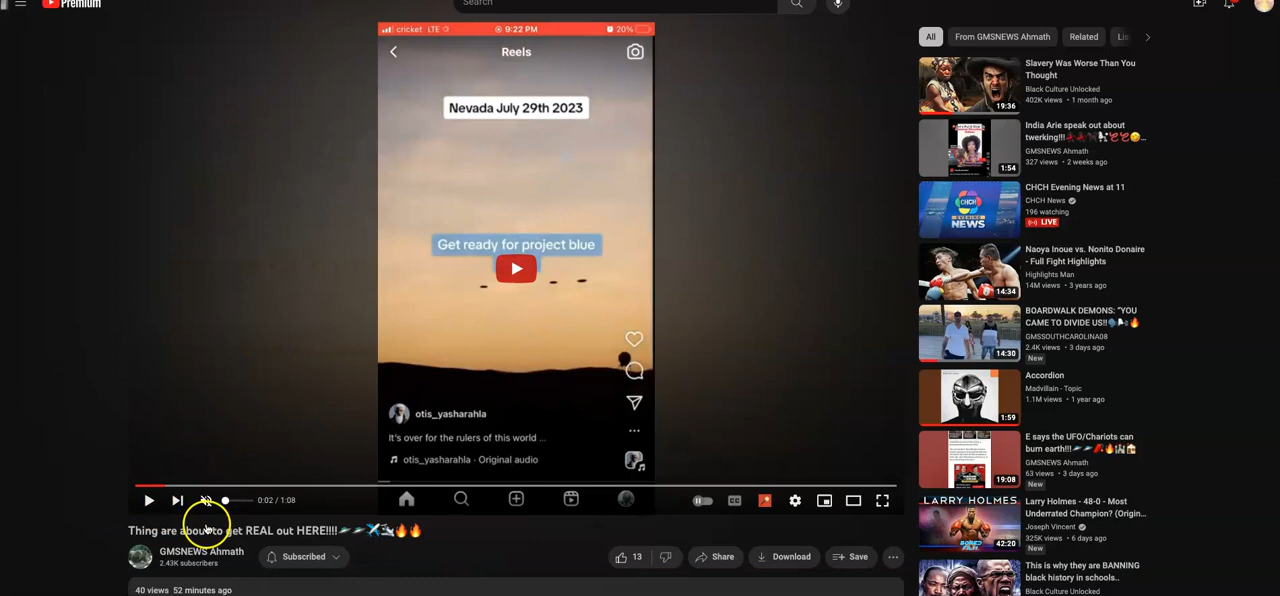 Premium
Search
cricket LTE 9:22 PM 20%
Reels
Nevada July 29th 2023
Get ready for project blue
otis_yasharahla
It's over for the rulers of this world ...
otis_yasharahla · Original audio
0:02 / 1:08
Thing are about to get REAL out HERE!!!!
GMSNEWS Ahmath
2.43K subscribers
Subscribed
13
Share
Download
Save
40 views 52 minutes ago
All
From GMSNEWS Ahmath
Related
Slavery Was Worse Than You
Thought
Black Culture Unlocked
402K views • 1 month ago
19:36
India Arie speak out about
twerking!!!
GMSNEWS Ahmath
327 views • 2 weeks ago
1:54
CHCH Evening News at 11
CHCH News
196 watching
LIVE
CHCH
EVENING
NEWS
Naoya Inoue vs. Nonito Donaire
- Full Fight Highlights
Highlights Man
14M views • 3 years ago
14:34
BOARDWALK DEMONS: "YOU
CAME TO DIVIDE US!!
GMSSOUTHCAROLINA08
2.4K views • 3 days ago
New
14:30
Accordion
Madvillain - Topic
1.1M views • 1 year ago
1:59
E says the UFO/Chariots can
burn earth!!!
GMSNEWS Ahmath
63 views • 3 days ago
New
19:08
Larry Holmes - 48-0 - Most
Underrated Champion? (Origin...
Joseph Vincent
325K views • 6 days ago
New
LARRY HOLMES
42:20
This is why they are BANNING
black history in schools..
Black Culture Unlocked